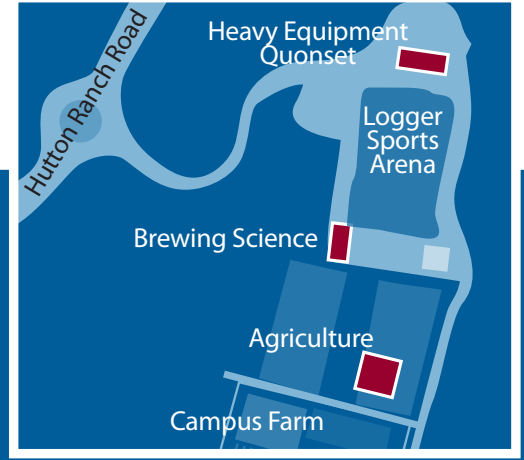 Heavy Equipment
Quonset
Hutton Ranch Road
Logger
Sports
Arena
Brewing Science
Agriculture
Campus Farm